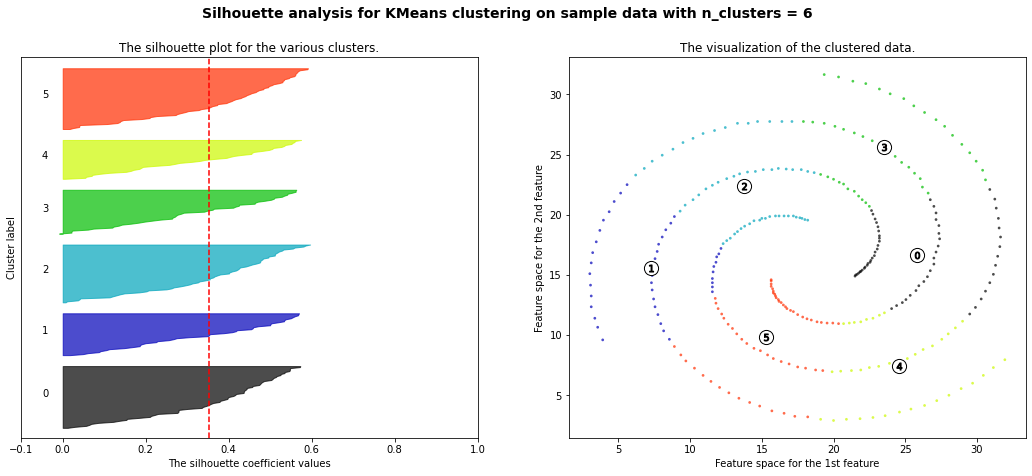 Silhouette analysis for KMeans clustering on sample data with n_clusters = 6
The silhouette plot for the various clusters.
Cluster label
5
4
3
2
1
0
−0.1 0.0 0.2 0.4 0.6 0.8 1.0
The silhouette coefficient values
The visualization of the clustered data.
Feature space for the 2nd feature
30
25
20
15
10
5
3
2
0
1
5
4
5 10 15 20 25 30
Feature space for the 1st feature